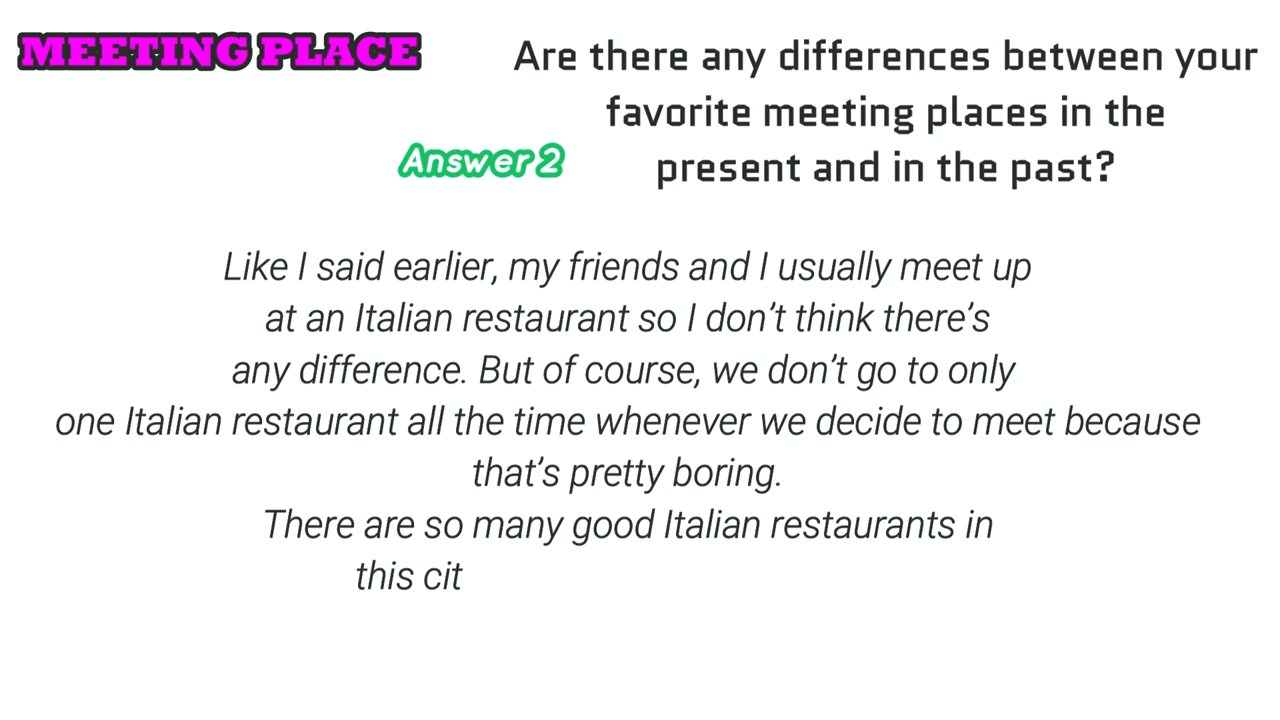 MEETING PLACE
Are there any differences between your
favorite meeting places in the
present and in the past?
Answer 2
Like I said earlier, my friends and I usually meet up
at an Italian restaurant so I don’t think there’s
any difference. But of course, we don’t go to only
one Italian restaurant all the time whenever we decide to meet because
that’s pretty boring.
There are so many good Italian restaurants in
this cit